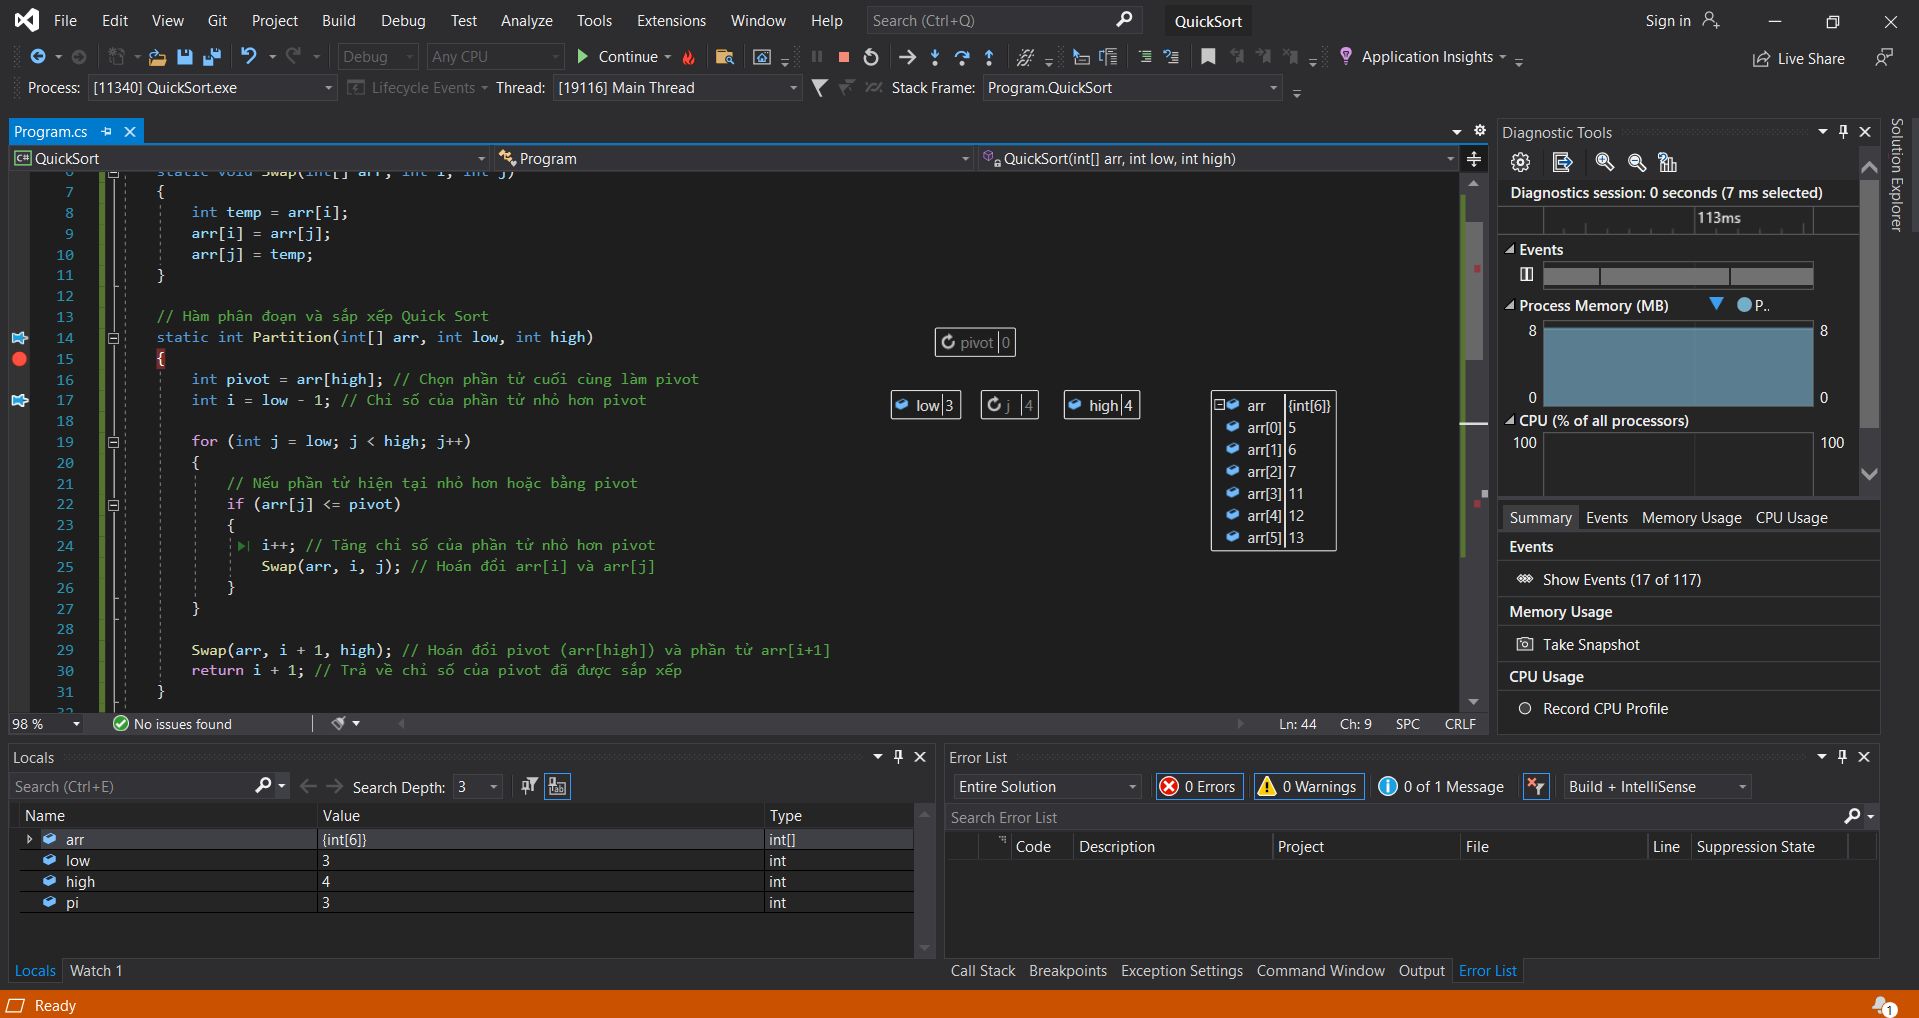 File Edit View Git Project Build Debug Test Analyze Tools Extensions Window Help Search (Ctrl+Q) QuickSort Sign in
Debug Any CPU Continue Application Insights Live Share
Process: [11340] QuickSort.exe Lifecycle Events Thread: [19116] Main Thread Stack Frame: Program.QuickSort
Program.cs
C# QuickSort Program QuickSort(int[] arr, int low, int high)
6 static void Swap(int[] arr, int i, int j)
7 {
8 int temp = arr[i];
9 arr[i] = arr[j];
10 arr[j] = temp;
11 }
12
13 // Hàm phân đoạn và sắp xếp Quick Sort
14 static int Partition(int[] arr, int low, int high)
15 {
16 int pivot = arr[high]; // Chọn phần tử cuối cùng làm pivot
17 int i = low - 1; // Chỉ số của phần tử nhỏ hơn pivot
18
19 for (int j = low; j < high; j++)
20 {
21 // Nếu phần tử hiện tại nhỏ hơn hoặc bằng pivot
22 if (arr[j] <= pivot)
23 {
24 i++; // Tăng chỉ số của phần tử nhỏ hơn pivot
25 Swap(arr, i, j); // Hoán đổi arr[i] và arr[j]
26 }
27 }
28
29 Swap(arr, i + 1, high); // Hoán đổi pivot (arr[high]) và phần tử arr[i+1]
30 return i + 1; // Trả về chỉ số của pivot đã được sắp xếp
31 }
32
pivot 0
low 3 j 4 high 4
arr {int[6]}
arr[0] 5
arr[1] 6
arr[2] 7
arr[3] 11
arr[4] 12
arr[5] 13
98 % No issues found Ln: 44 Ch: 9 SPC CRLF
Diagnostic Tools
Diagnostics session: 0 seconds (7 ms selected)
113ms
Events
Process Memory (MB) P..
8 8
0 0
CPU (% of all processors)
100 100
Summary Events Memory Usage CPU Usage
Events
Show Events (17 of 117)
Memory Usage
Take Snapshot
CPU Usage
Record CPU Profile
Solution Explorer
Locals
Search (Ctrl+E) Search Depth: 3
Name Value Type
arr {int[6]} int[]
low 3 int
high 4 int
pi 3 int
Locals Watch 1
Error List
Entire Solution 0 Errors 0 Warnings 0 of 1 Message Build + IntelliSense
Search Error List
Code Description Project File Line Suppression State
Call Stack Breakpoints Exception Settings Command Window Output Error List
Ready 1